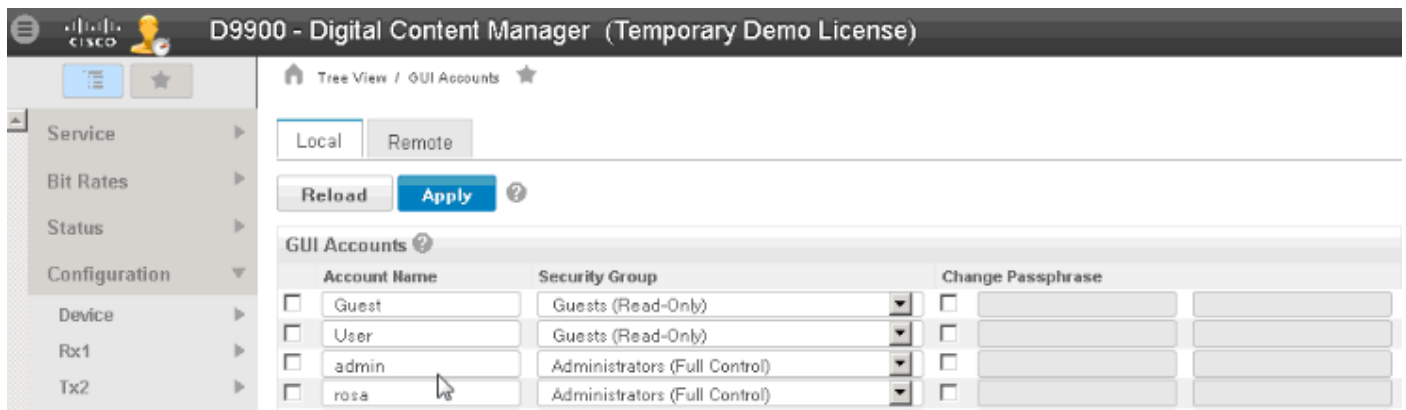 CISCO D9900 - Digital Content Manager (Temporary Demo License)
Tree View / GUI Accounts
Service
Bit Rates
Status
Configuration
Device
Rx1
Tx2
Local Remote
Reload Apply ?
GUI Accounts ?
Account Name Security Group Change Passphrase
Guest Guests (Read-Only)
User Guests (Read-Only)
admin Administrators (Full Control)
rosa Administrators (Full Control)